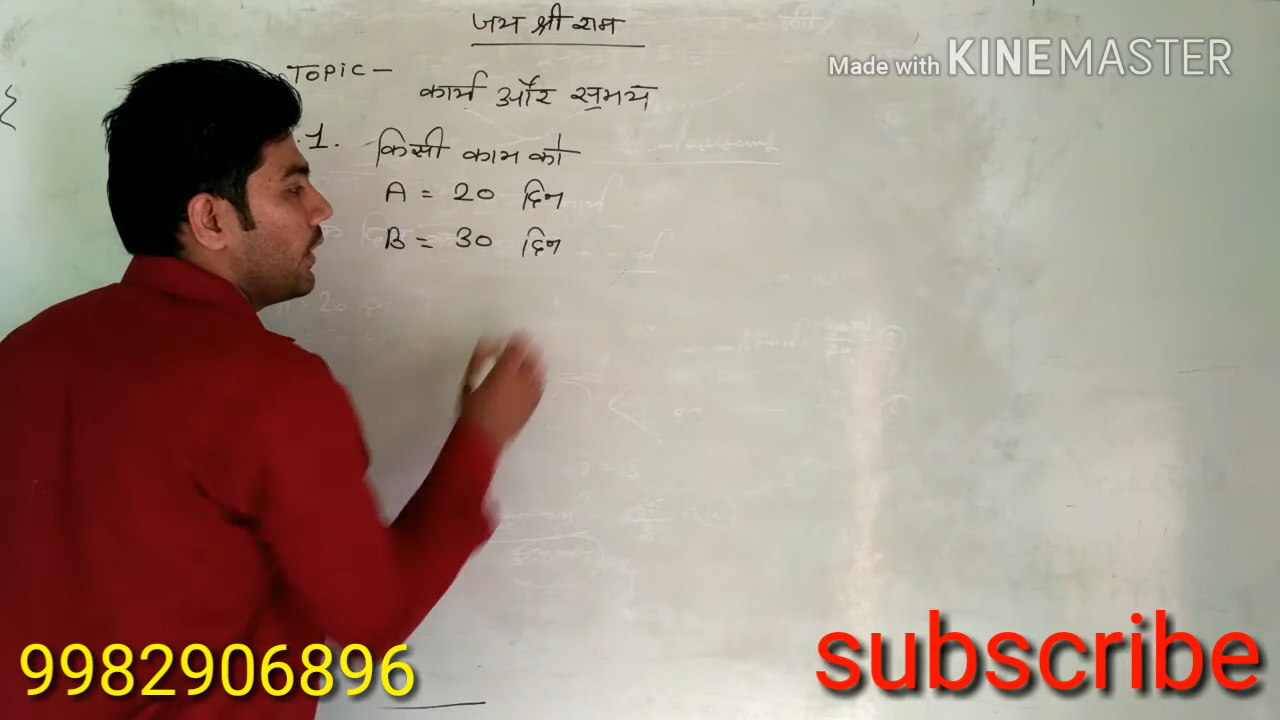 जय श्री राम
Made with KINEMASTER
TOPIC -
कार्य और समय
.1. किसी काम को
A = 20 दिन
B = 30 दिन
9982906896
subscribe